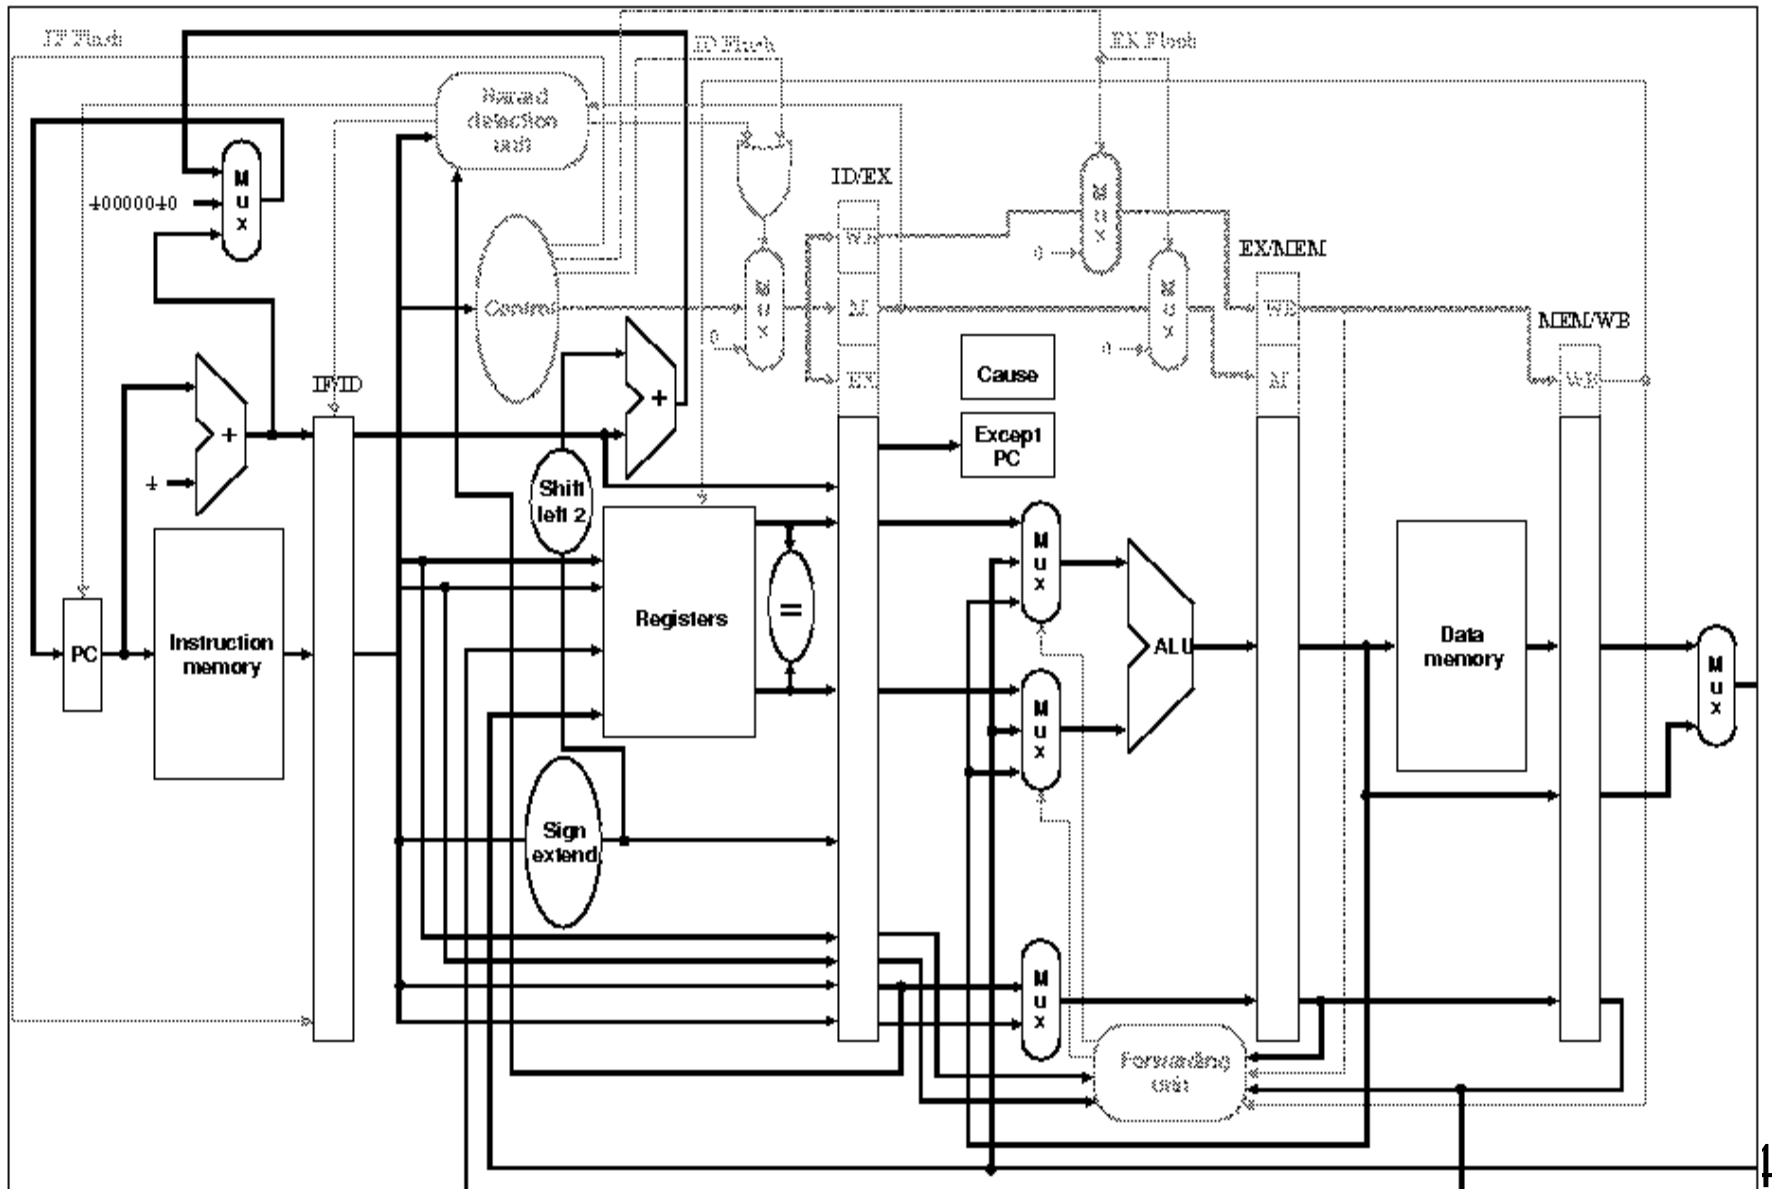 IF Flush
ID Flush
EX Flush
Hazard
detection
unit
M
u
x
40000040
ID/EX
WB
M
EX
M
u
x
0
M
u
x
0
M
u
x
0
Control
EX/MEM
WB
M
MEM/WB
WB
IF/ID
+
4
+
Cause
Except
PC
Shift
left 2
Registers
=
M
u
x
ALU
M
u
x
PC
Instruction
memory
Data
memory
M
u
x
Sign
extend
M
u
x
Forwarding
unit